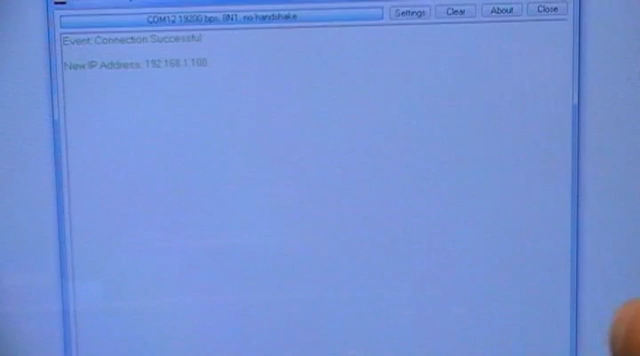 COM12 19200 bps, 8N1, no handshake
Settings
Clear
About
Close
Event: Connection Successful
New IP Address: 192.168.1.100